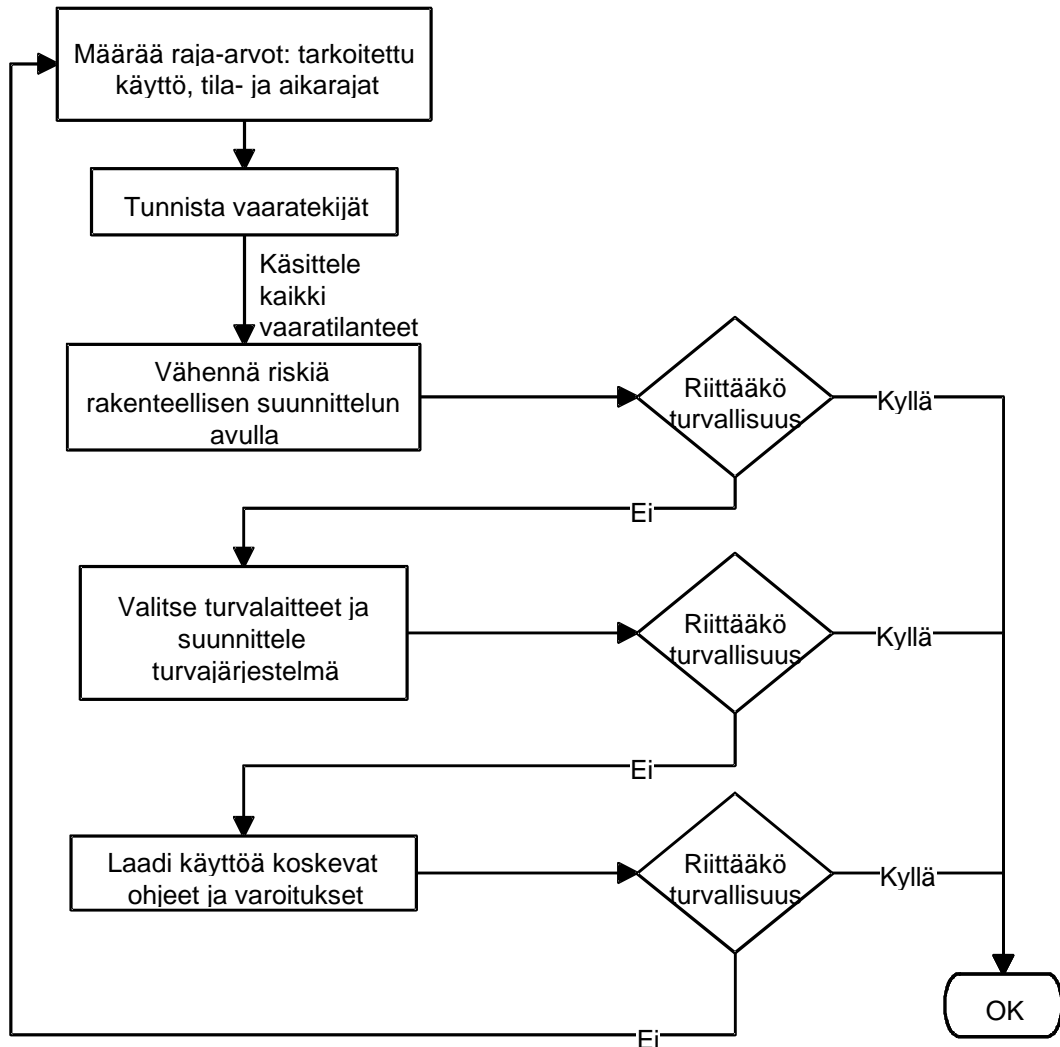 Määrää raja-arvot: tarkoitettu
käyttö, tila- ja aikarajat
Tunnista vaaratekijät
Käsittele
kaikki
vaaratilanteet
Vähennä riskiä
rakenteellisen suunnittelun
avulla
Riittääkö
turvallisuus
Kyllä
Ei
Valitse turvalaitteet ja
suunnittele
turvajärjestelmä
Riittääkö
turvallisuus
Kyllä
Ei
Laadi käyttöä koskevat
ohjeet ja varoitukset
Riittääkö
turvallisuus
Kyllä
OK
Ei